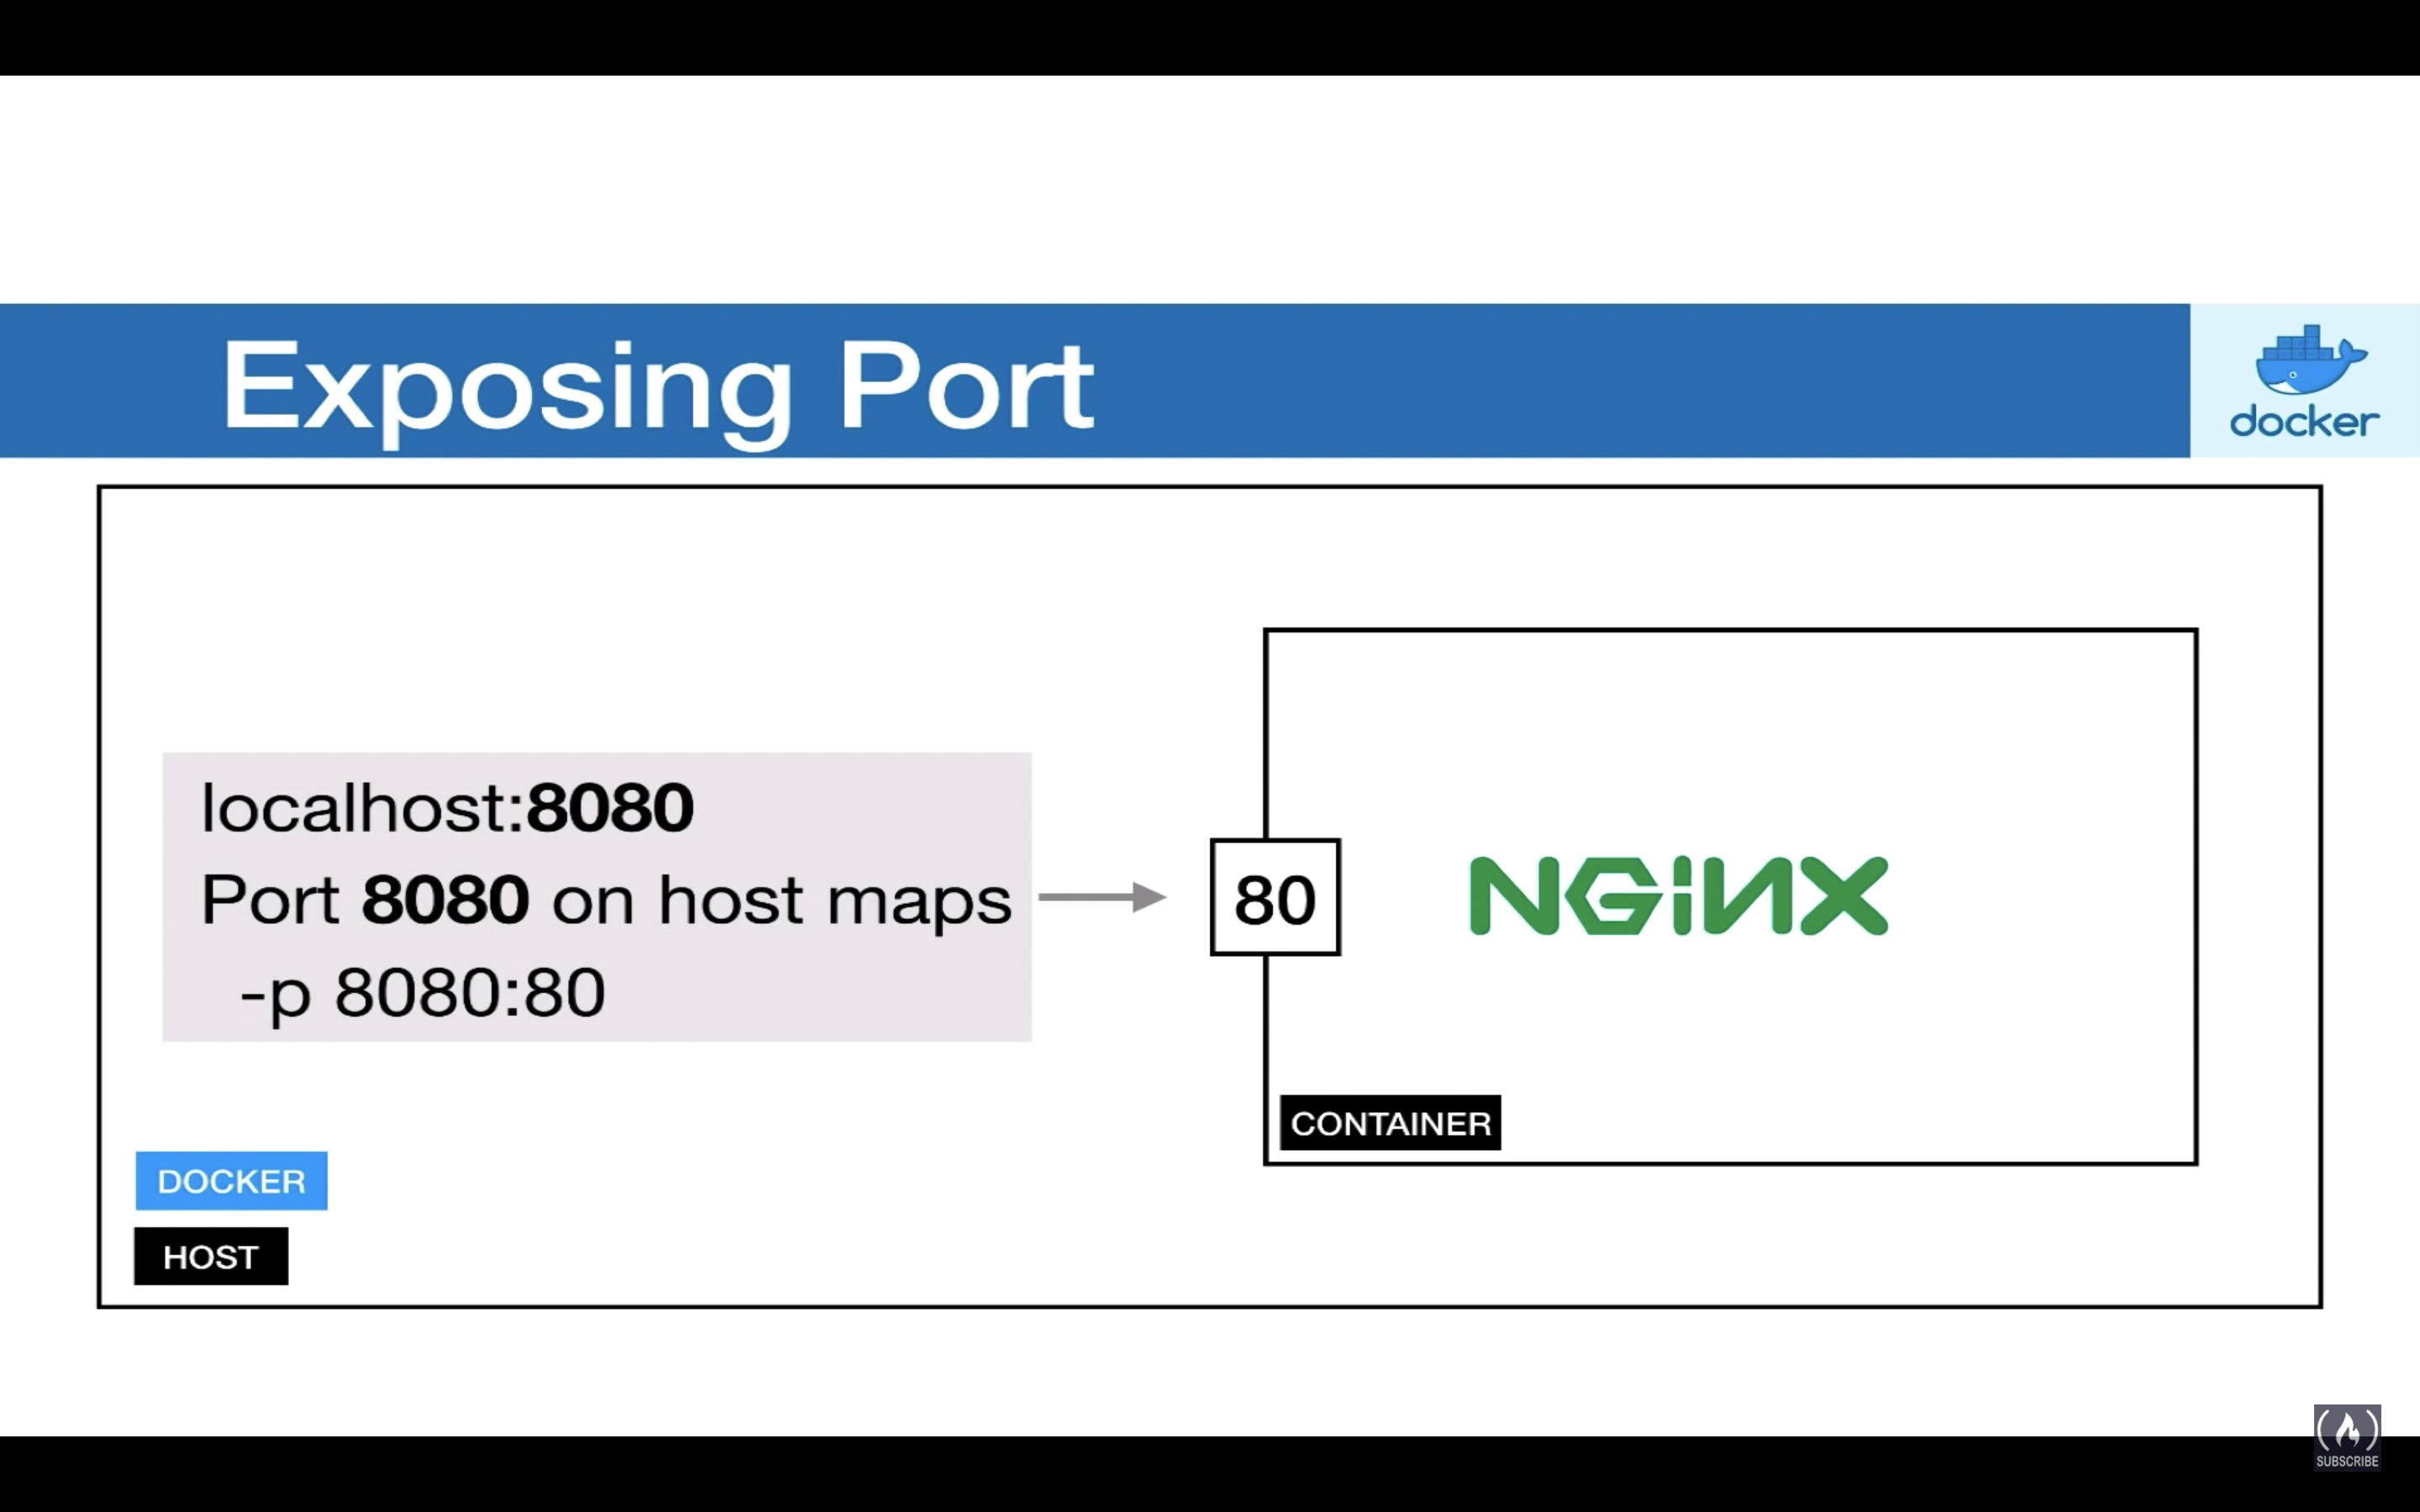 Exposing Port
docker
localhost:8080
Port 8080 on host maps
-p 8080:80
80
NGiNX
CONTAINER
DOCKER
HOST
SUBSCRIBE